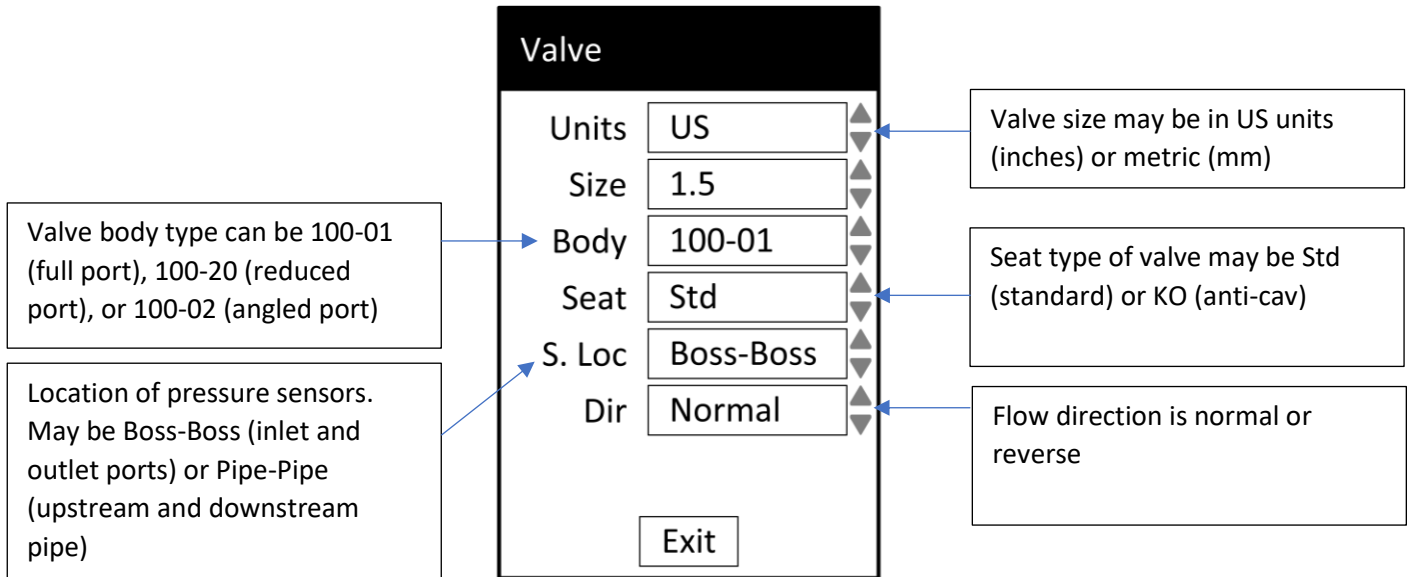 Valve
Units US
Size 1.5
Body 100-01
Seat Std
S. Loc Boss-Boss
Dir Normal
Exit
Valve body type can be 100-01
(full port), 100-20 (reduced
port), or 100-02 (angled port)
Location of pressure sensors.
May be Boss-Boss (inlet and
outlet ports) or Pipe-Pipe
(upstream and downstream
pipe)
Valve size may be in US units
(inches) or metric (mm)
Seat type of valve may be Std
(standard) or KO (anti-cav)
Flow direction is normal or
reverse